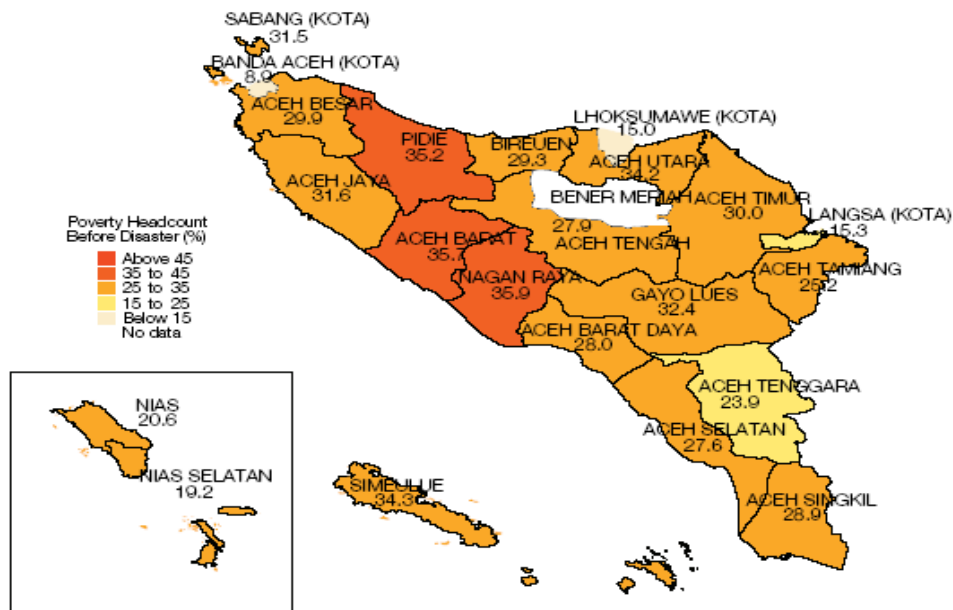 SABANG (KOTA)
31.5
BANDA ACEH (KOTA)
8.9
ACEH BESAR
29.9
PIDIE
35.2
BIREUEN
29.3
LHOKSUMAWE (KOTA)
15.0
ACEH UTARA
34.2
ACEH JAYA
31.6
BENER MERIAH
ACEH TIMUR
30.0
LANGSA (KOTA)
15.3
27.9
ACEH TENGAH
ACEH BARAT
35.7
NAGAN RAYA
35.9
ACEH TAMIANG
25.2
GAYO LUES
32.4
ACEH BARAT DAYA
28.0
ACEH TENGGARA
23.9
ACEH SELATAN
27.6
ACEH SINGKIL
28.9
SIMEULUE
34.3
Poverty Headcount
Before Disaster (%)
Above 45
35 to 45
25 to 35
15 to 25
Below 15
No data
NIAS
20.6
NIAS SELATAN
19.2